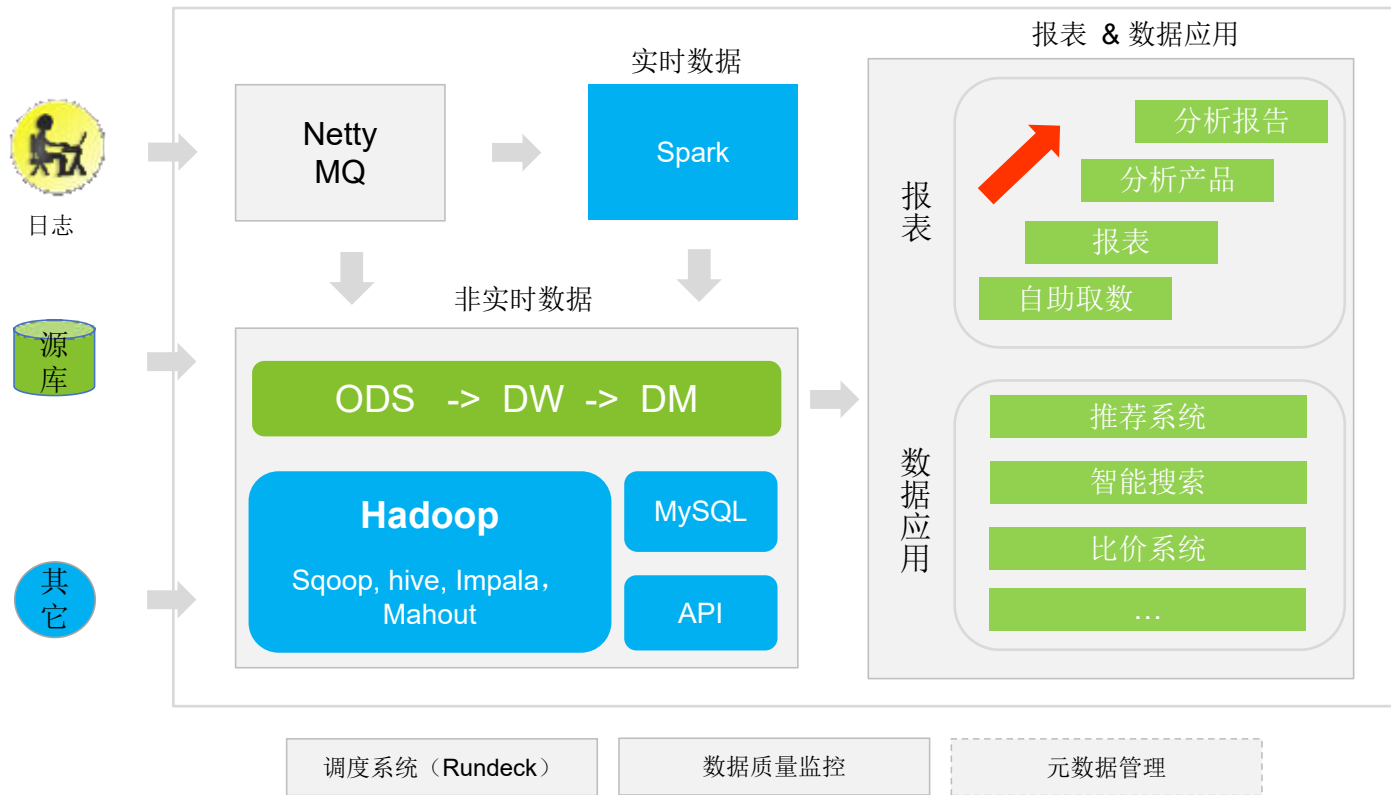 报表 & 数据应用
实时数据
Netty
MQ
Spark
日志
非实时数据
源
库
ODS -> DW -> DM
Hadoop
Sqoop, hive, Impala，
Mahout
MySQL
API
其
它
报
表
分析报告
分析产品
报表
自助取数
数
据
应
用
推荐系统
智能搜索
比价系统
…
调度系统（Rundeck）
数据质量监控
元数据管理